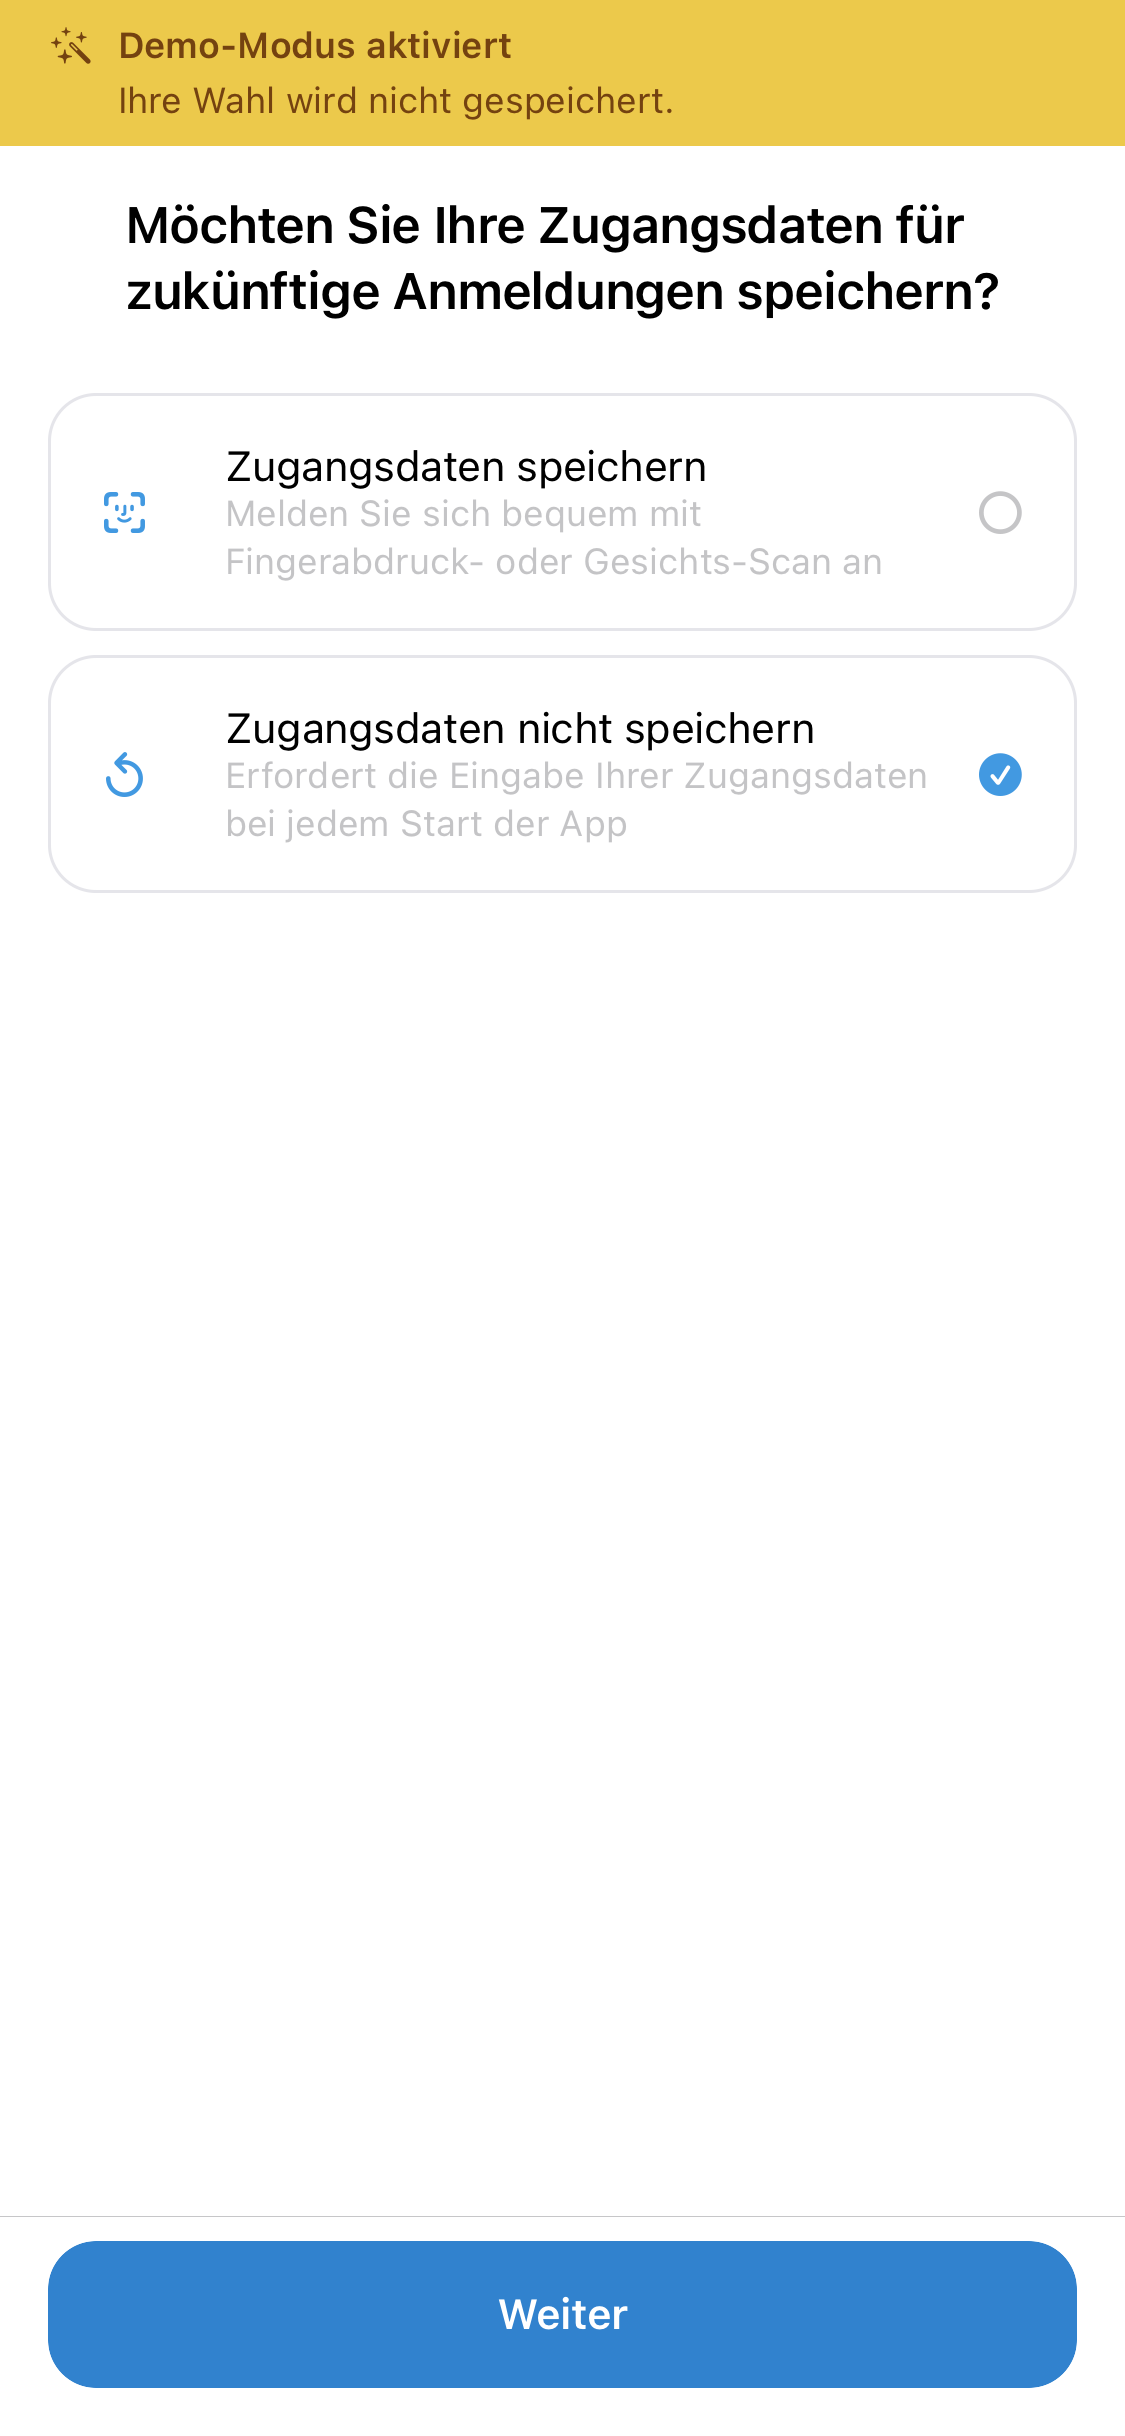 Demo-Modus aktiviert
Ihre Wahl wird nicht gespeichert.
Möchten Sie Ihre Zugangsdaten für
zukünftige Anmeldungen speichern?
Zugangsdaten speichern
Melden Sie sich bequem mit
Fingerabdruck- oder Gesichts-Scan an
Zugangsdaten nicht speichern
Erfordert die Eingabe Ihrer Zugangsdaten
bei jedem Start der App
Weiter